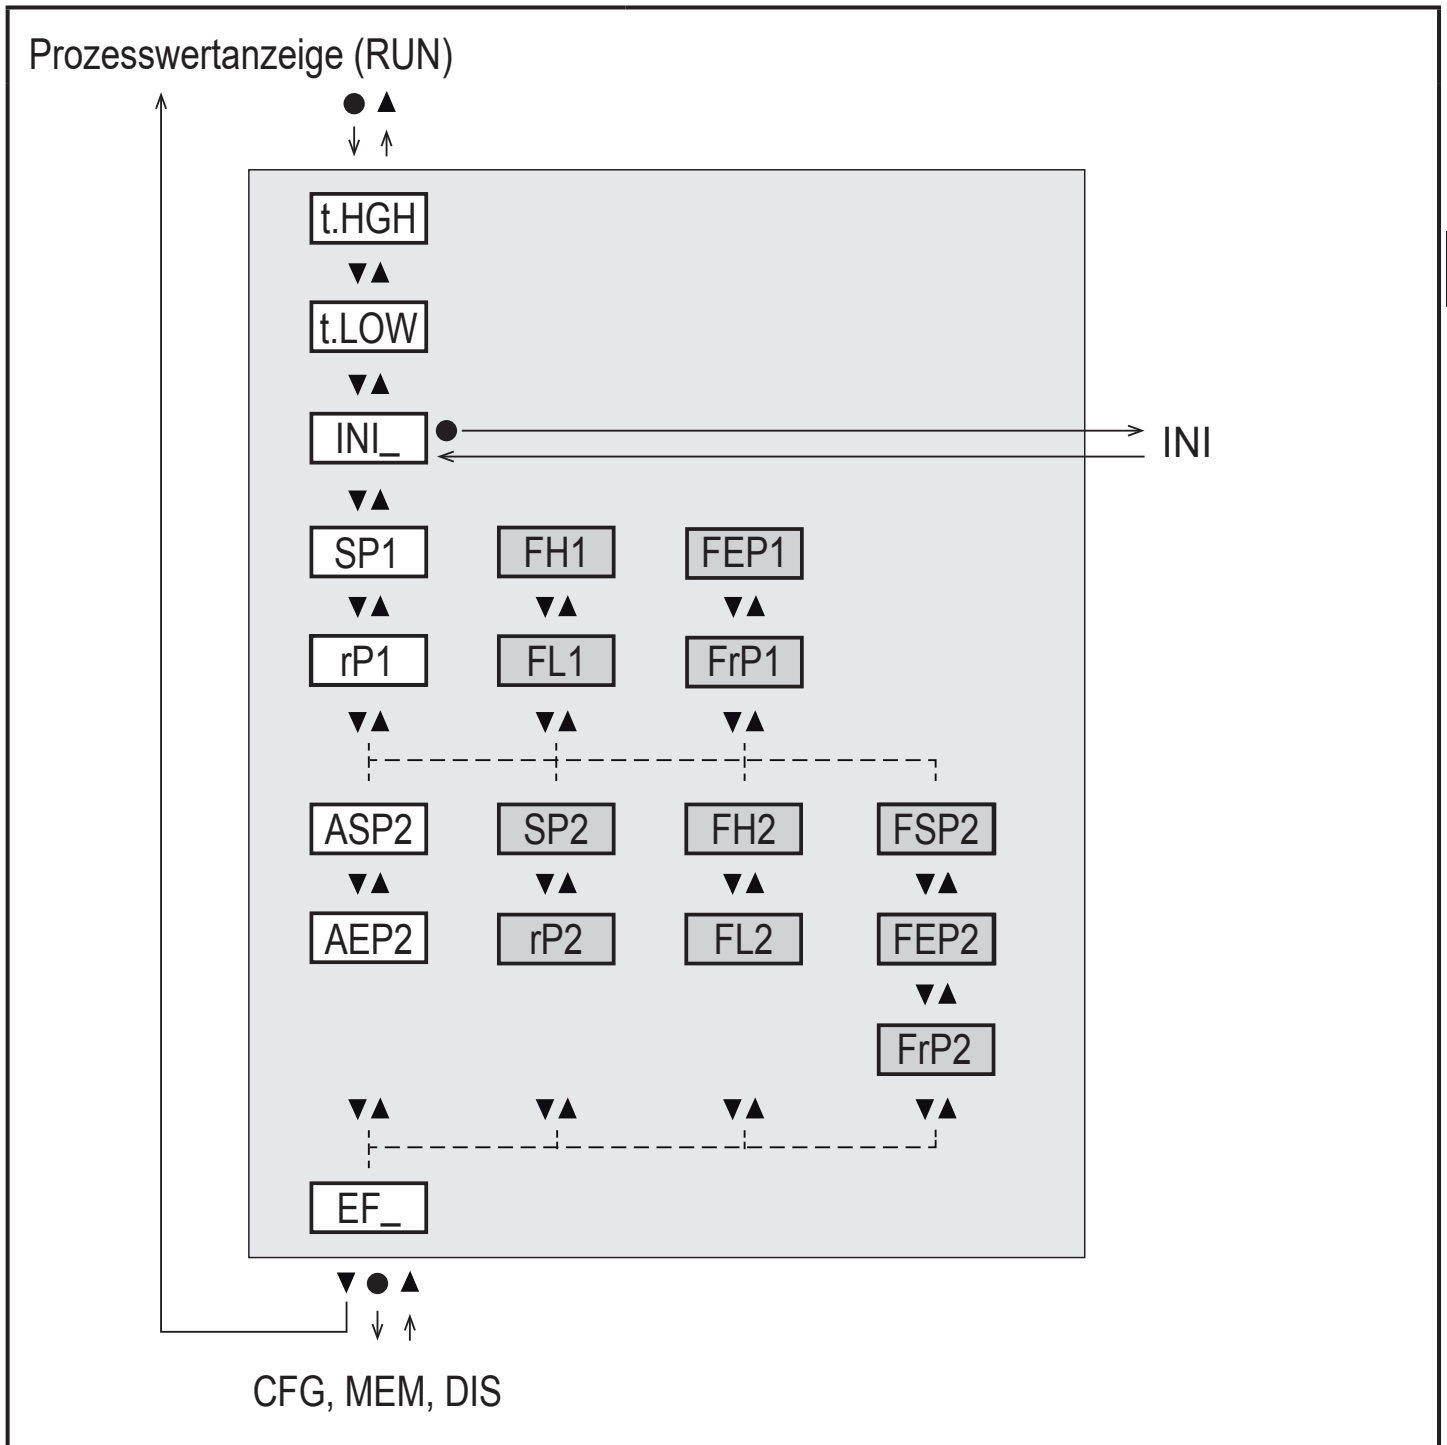 Prozesswertanzeige (RUN)
t.HGH
t.LOW
INI_
INI
SP1 FH1 FEP1
rP1 FL1 FrP1
ASP2 SP2 FH2 FSP2
AEP2 rP2 FL2 FEP2
FrP2
EF_
CFG, MEM, DIS